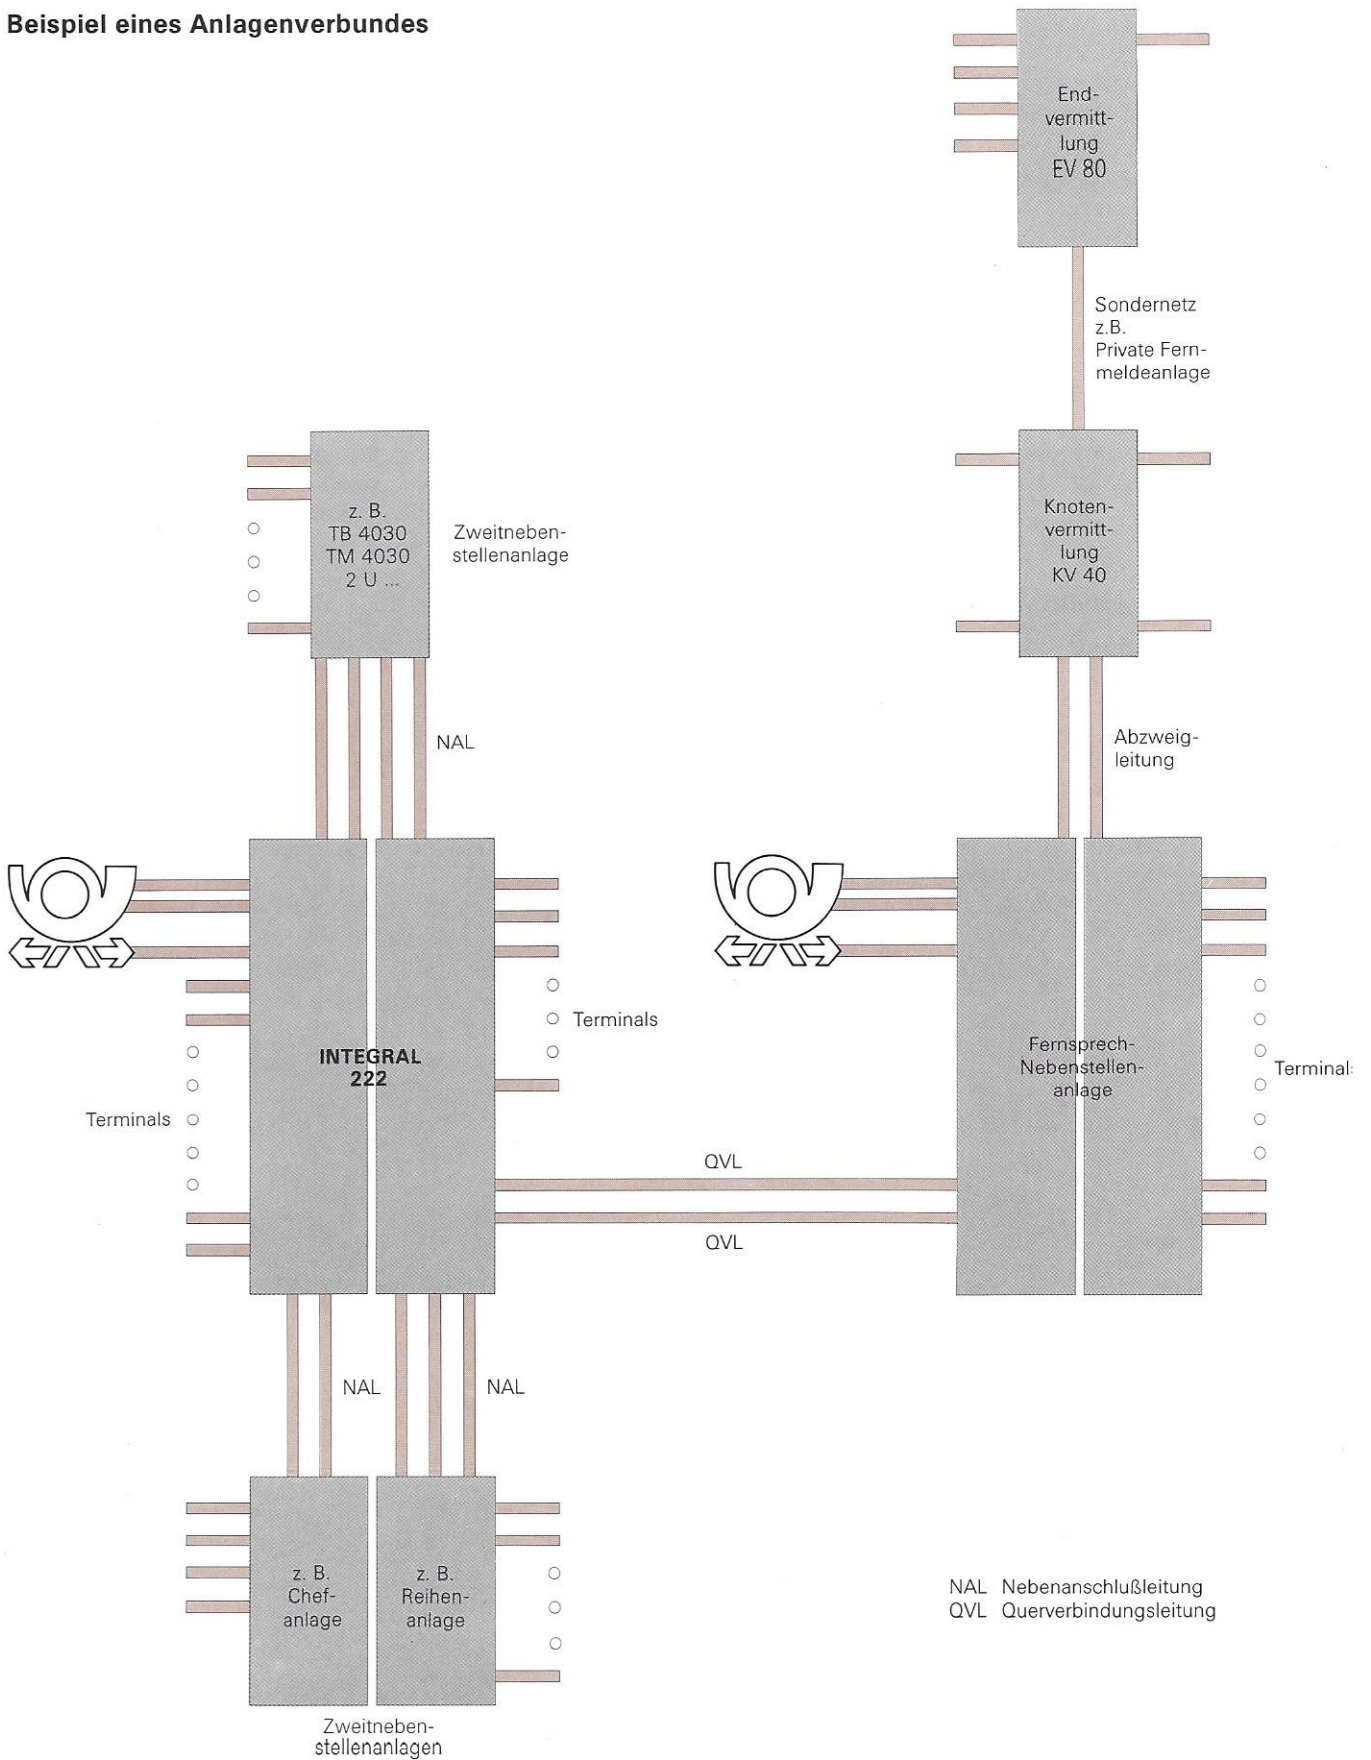 Beispiel eines Anlagenverbundes
End-
vermitt-
lung
EV 80
Sondernetz
z.B.
Private Fern-
meldeanlage
z. B.
TB 4030
TM 4030
2 U ...
Zweitneben-
stellenanlage
Knoten-
vermitt-
lung
KV 40
NAL
Abzweig-
leitung
INTEGRAL
222
Terminals
Terminals
Fernsprech-
Nebenstellen-
anlage
Terminals
QVL
QVL
NAL
NAL
z. B.
Chef-
anlage
z. B.
Reihen-
anlage
Zweitneben-
stellenanlagen
NAL Nebenanschlußleitung
QVL Querverbindungsleitung